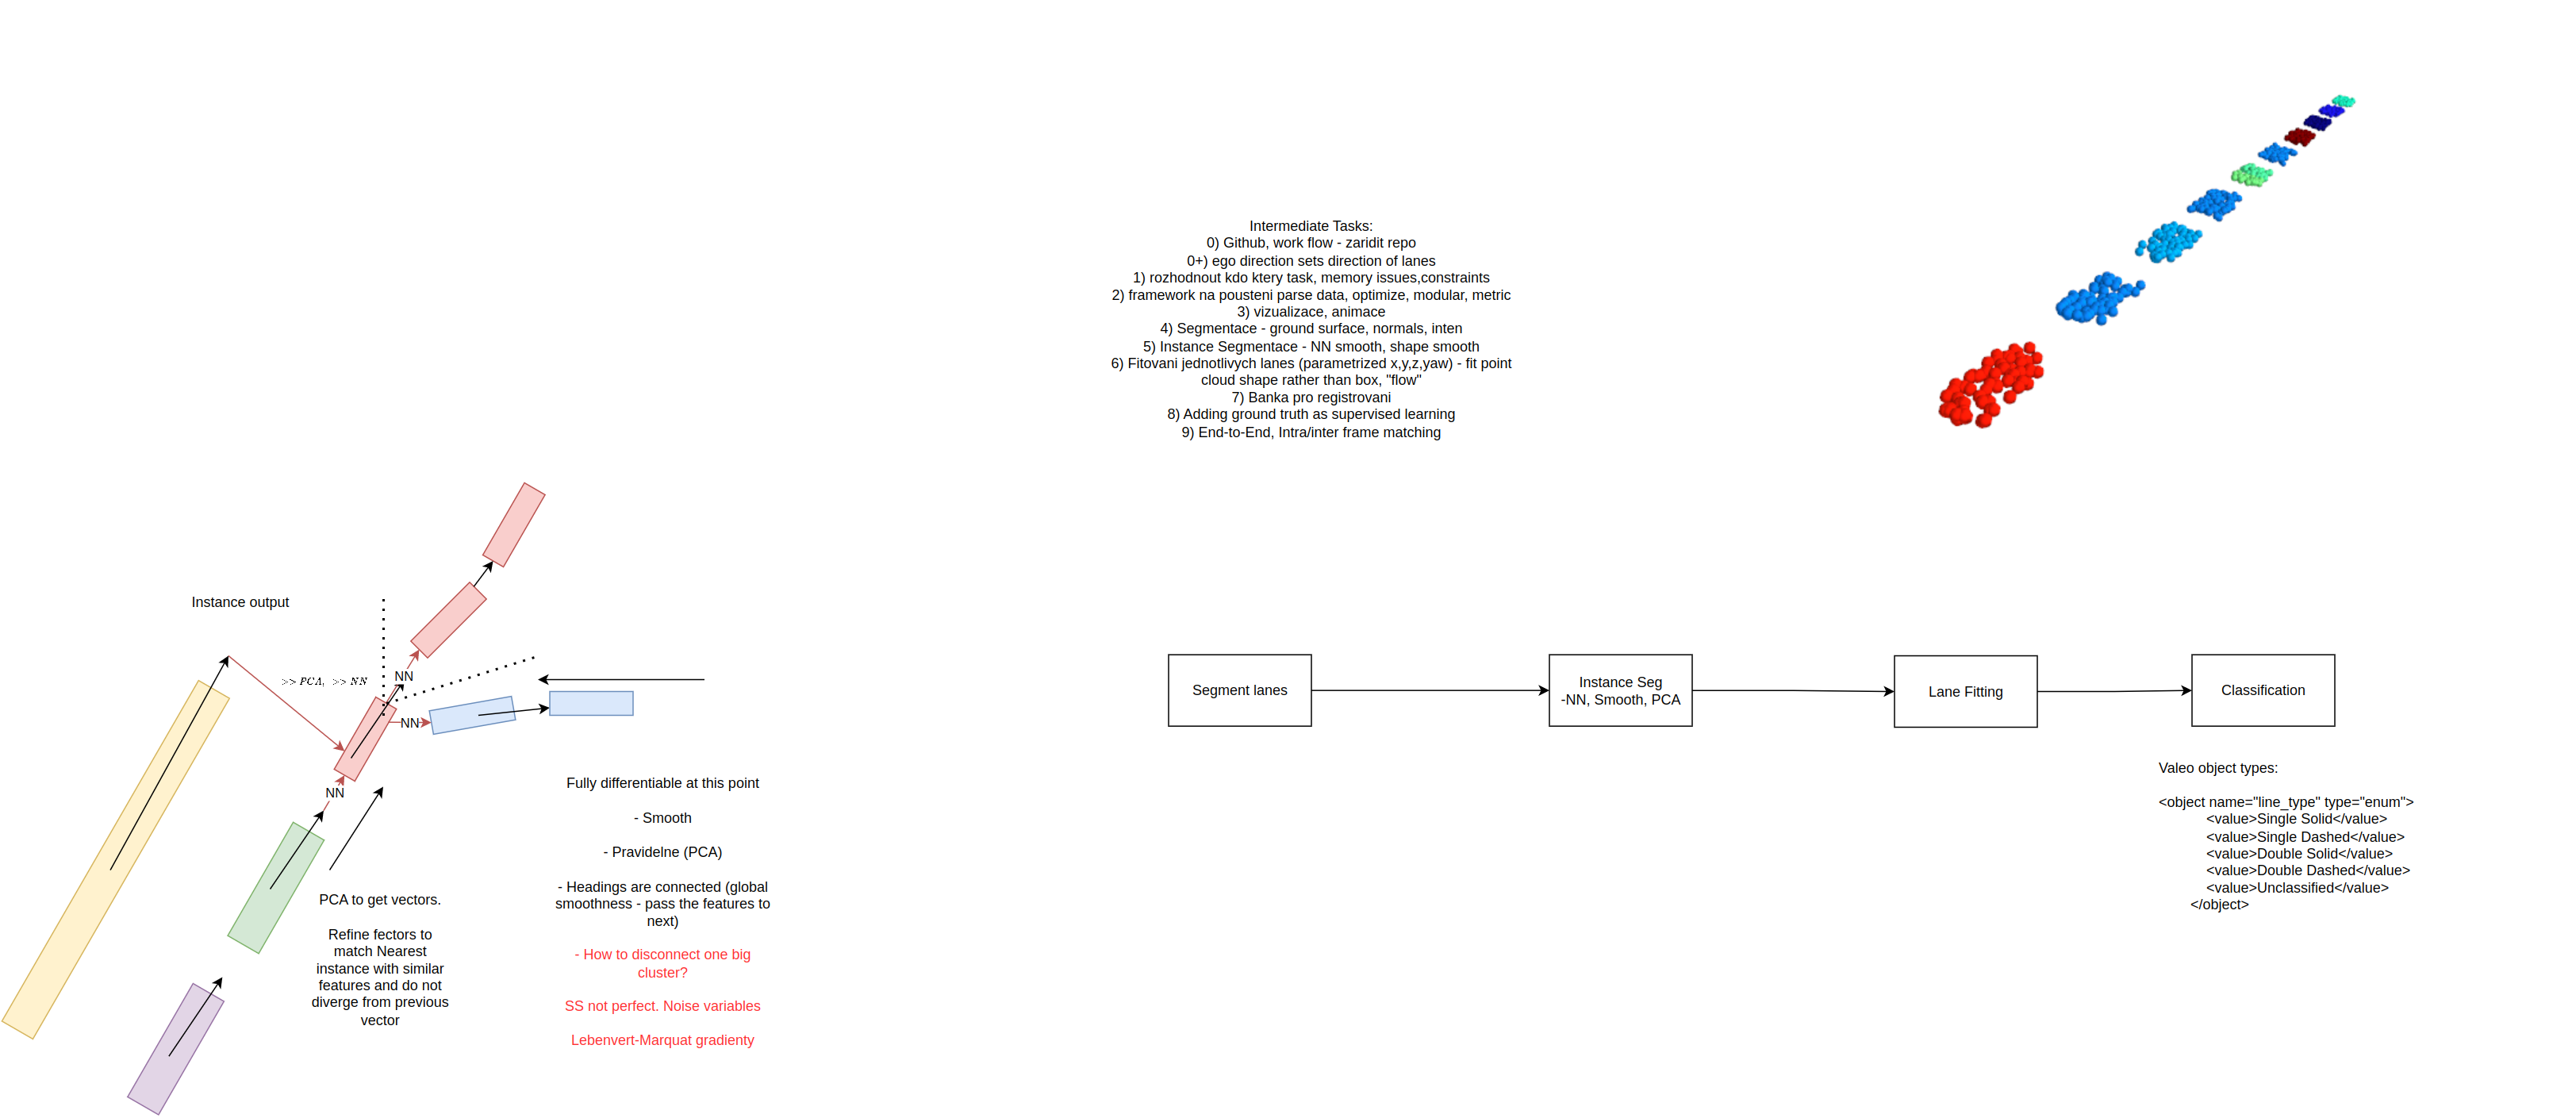 Intermediate Tasks:
0) Github, work flow - zaridit repo
0+) ego direction sets direction of lanes
1) rozhodnout kdo ktery task, memory issues,constraints
2) framework na pousteni parse data, optimize, modular, metric
3) vizualizace, animace
4) Segmentace - ground surface, normals, inten
5) Instance Segmentace - NN smooth, shape smooth
6) Fitovani jednotlivych lanes (parametrized x,y,z,yaw) - fit point
cloud shape rather than box, "flow"
7) Banka pro registrovani
8) Adding ground truth as supervised learning
9) End-to-End, Intra/inter frame matching
Instance output
>> PCA, >> NN
NN
NN
NN
PCA to get vectors.
Refine fectors to
match Nearest
instance with similar
features and do not
diverge from previous
vector
Fully differentiable at this point
- Smooth
- Pravidelne (PCA)
- Headings are connected (global
smoothness - pass the features to
next)
- How to disconnect one big
cluster?
SS not perfect. Noise variables
Lebenvert-Marquat gradienty
Segment lanes
Instance Seg
-NN, Smooth, PCA
Lane Fitting
Classification
Valeo object types:
<object name="line_type" type="enum">
<value>Single Solid</value>
<value>Single Dashed</value>
<value>Double Solid</value>
<value>Double Dashed</value>
<value>Unclassified</value>
</object>